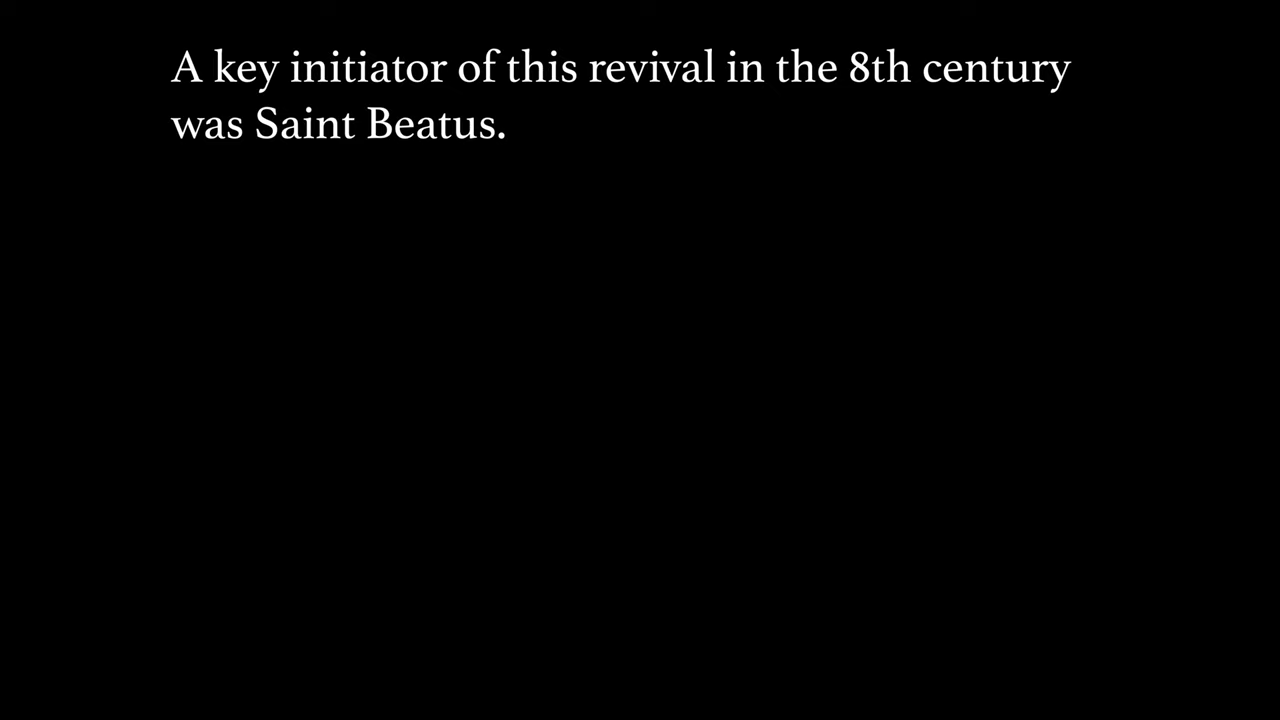 A key initiator of this revival in the 8th century
was Saint Beatus.